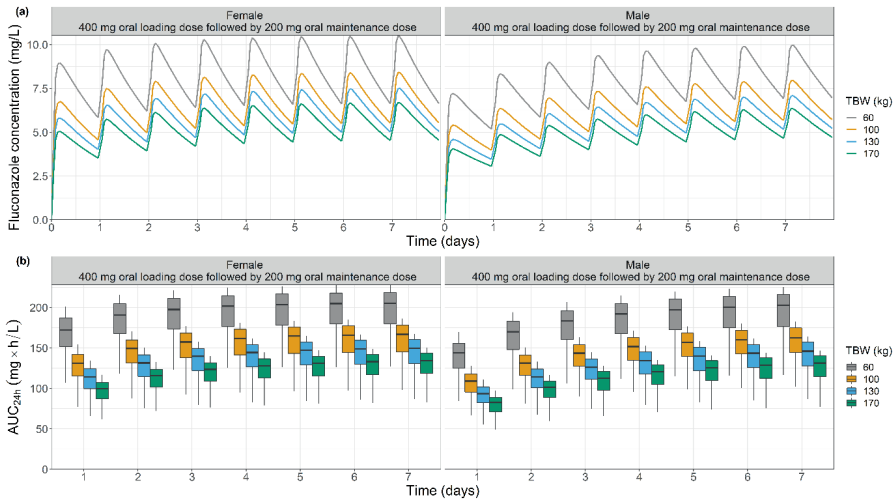 (a)
Female
400 mg oral loading dose followed by 200 mg oral maintenance dose
Male
400 mg oral loading dose followed by 200 mg oral maintenance dose
Fluconazole concentration (mg/L)
10.0
7.5
5.0
2.5
0.0
0 1 2 3 4 5 6 7
0 1 2 3 4 5 6 7
Time (days)
Time (days)
TBW (kg)
60
100
130
170
(b)
Female
400 mg oral loading dose followed by 200 mg oral maintenance dose
Male
400 mg oral loading dose followed by 200 mg oral maintenance dose
AUC24h (mg × h/L)
200
150
100
50
0
1 2 3 4 5 6 7
1 2 3 4 5 6 7
Time (days)
Time (days)
TBW (kg)
60
100
130
170